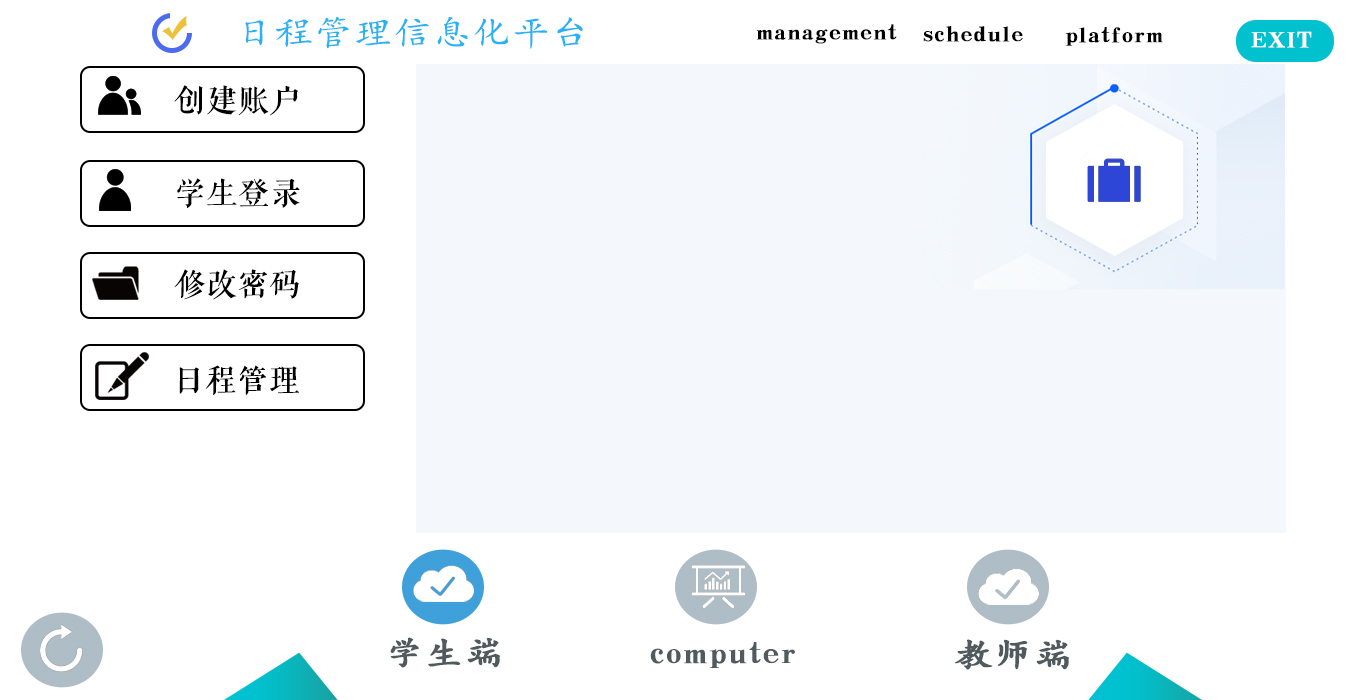 日程管理信息化平台
management
schedule
platform
EXIT
创建账户
学生登录
修改密码
日程管理
学生端
computer
教师端